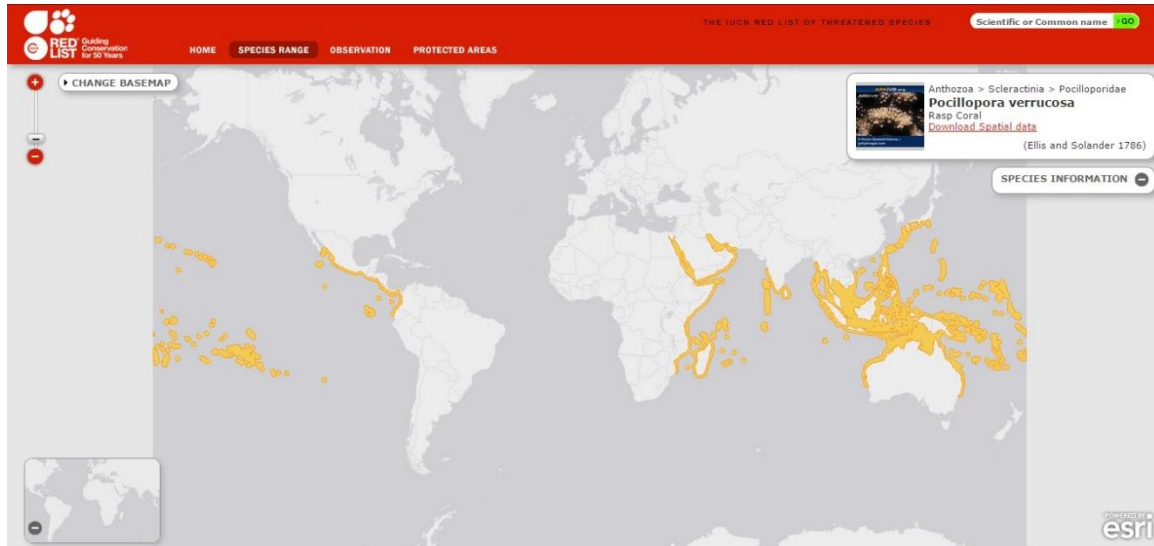 THE IUCN RED LIST OF THREATENED SPECIES
Scientific or Common name >GO
RED Guiding
LIST Conservation
for 50 Years
HOME SPECIES RANGE OBSERVATION PROTECTED AREAS
CHANGE BASEMAP
Anthozoa > Scleractinia > Pocilloporidae
Pocillopora verrucosa
Rasp Coral
Download Spatial data
(Ellis and Solander 1786)
SPECIES INFORMATION
POWERED BY
esri